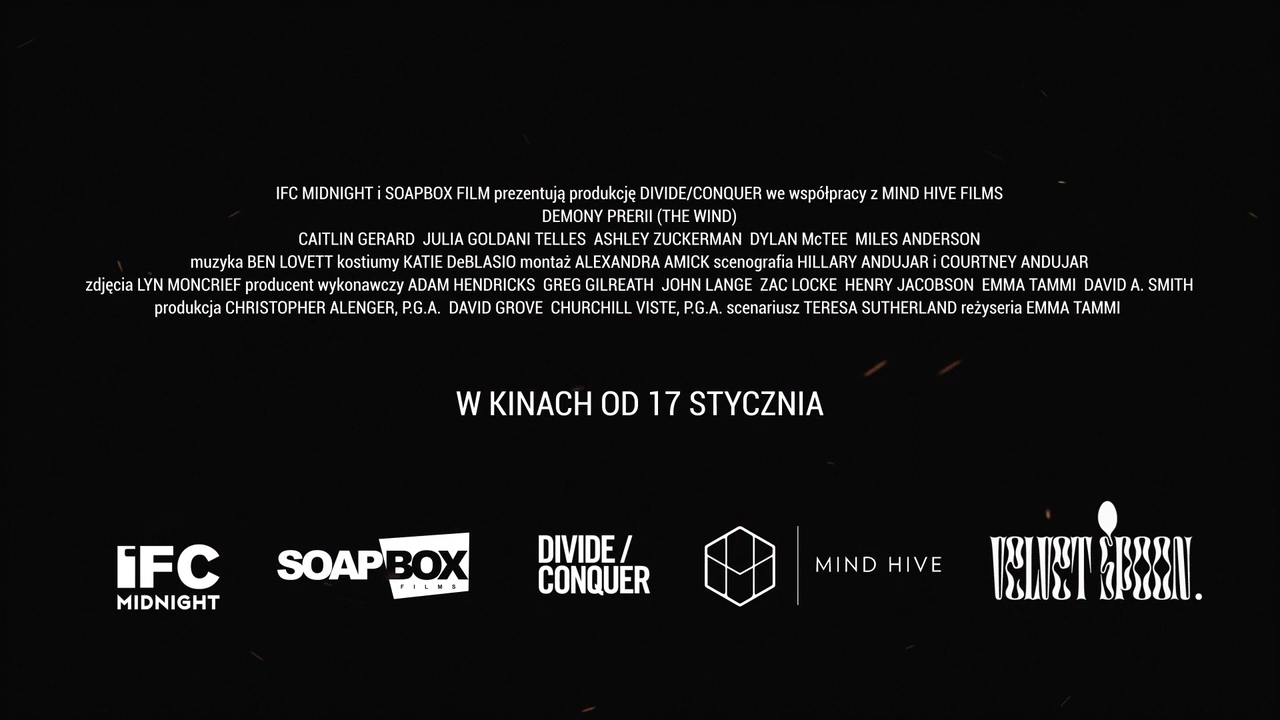 IFC MIDNIGHT i SOAPBOX FILM prezentują produkcję DIVIDE/CONQUER we współpracy z MIND HIVE FILMS
DEMONY PRERII (THE WIND)
CAITLIN GERARD JULIA GOLDANI TELLES ASHLEY ZUCKERMAN DYLAN McTEE MILES ANDERSON
muzyka BEN LOVETT kostiumy KATIE DeBLASIO montaż ALEXANDRA AMICK scenografia HILLARY ANDUJAR i COURTNEY ANDUJAR
zdjęcia LYN MONCRIEF producent wykonawczy ADAM HENDRICKS GREG GILREATH JOHN LANGE ZAC LOCKE HENRY JACOBSON EMMA TAMMI DAVID A. SMITH
produkcja CHRISTOPHER ALENGER, P.G.A. DAVID GROVE CHURCHILL VISTE, P.G.A. scenariusz TERESA SUTHERLAND reżyseria EMMA TAMMI
W KINACH OD 17 STYCZNIA
iFC
MIDNIGHT
SOAPBOX
FILMS
DIVIDE /
CONQUER
MIND HIVE
VELVET SPOON.